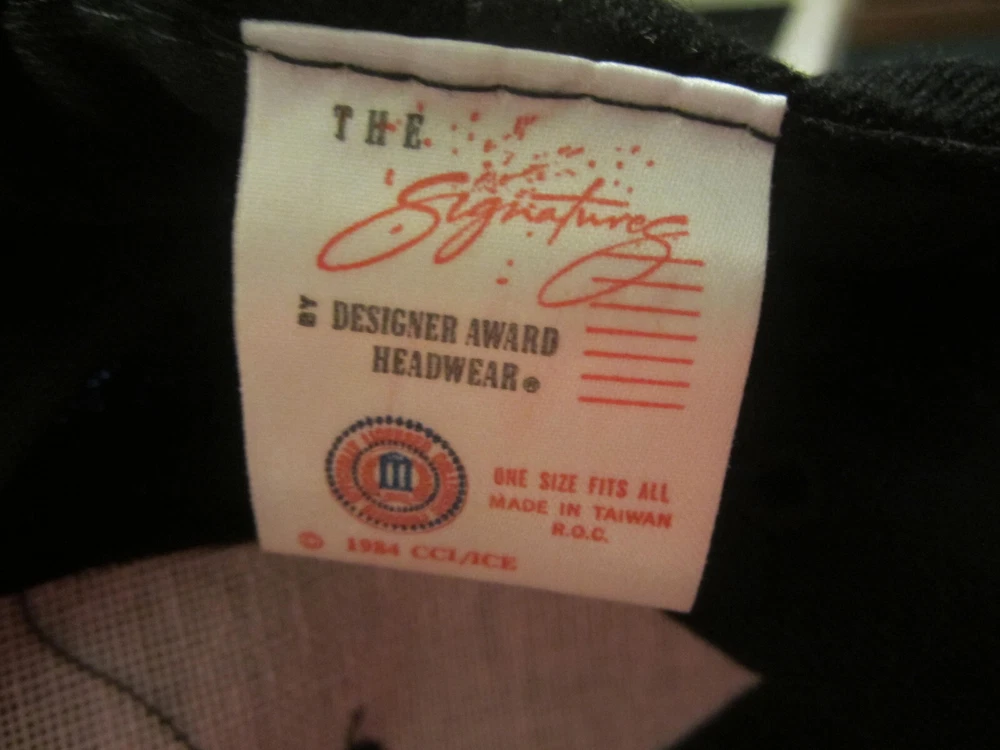 THE
Signatures
BY DESIGNER AWARD
HEADWEAR®
ONE SIZE FITS ALL
MADE IN TAIWAN
R.O.C.
© 1984 CCI/ICE